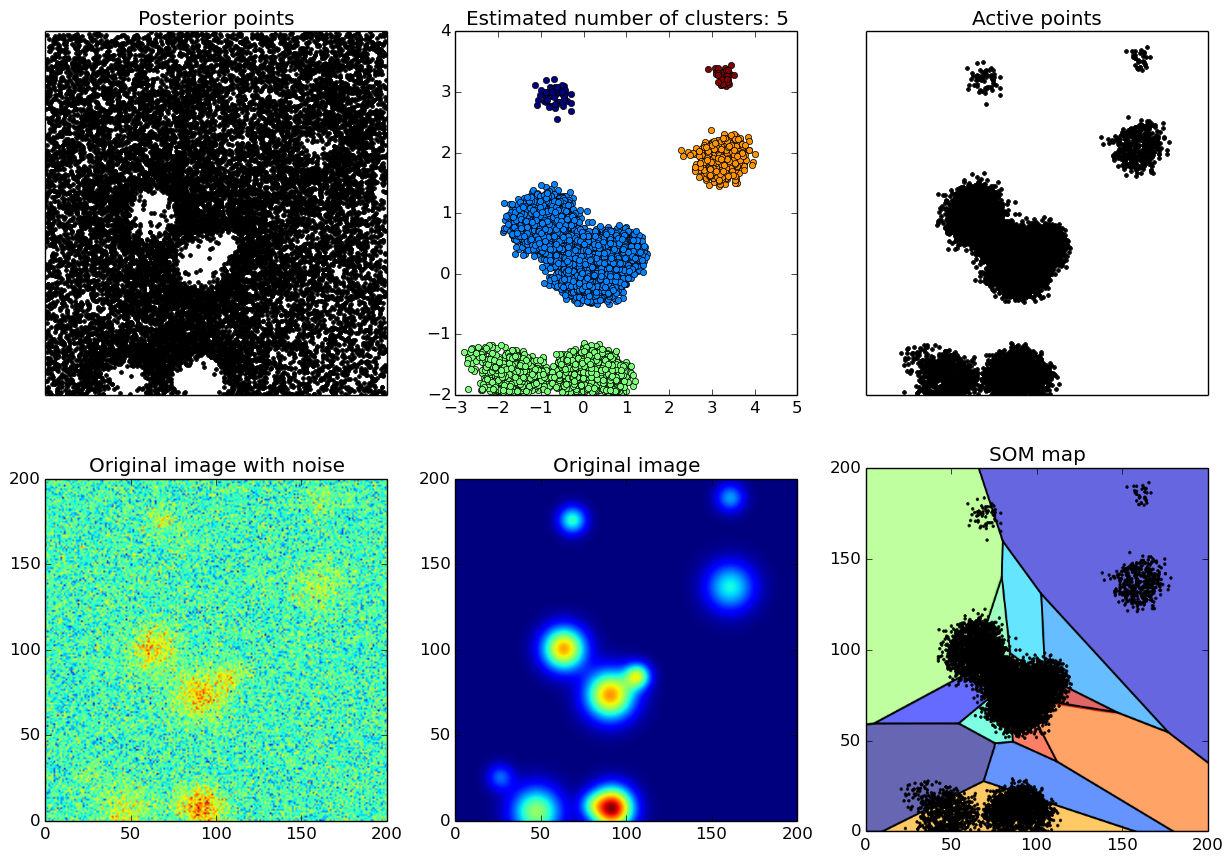 Posterior points
Estimated number of clusters: 5
Active points
4
3
2
1
0
−1
−2
−3 −2 −1 0 1 2 3 4 5
Original image with noise
Original image
SOM map
200
150
100
50
0
0 50 100 150 200
200
150
100
50
0
0 50 100 150 200
200
150
100
50
0
0 50 100 150 200